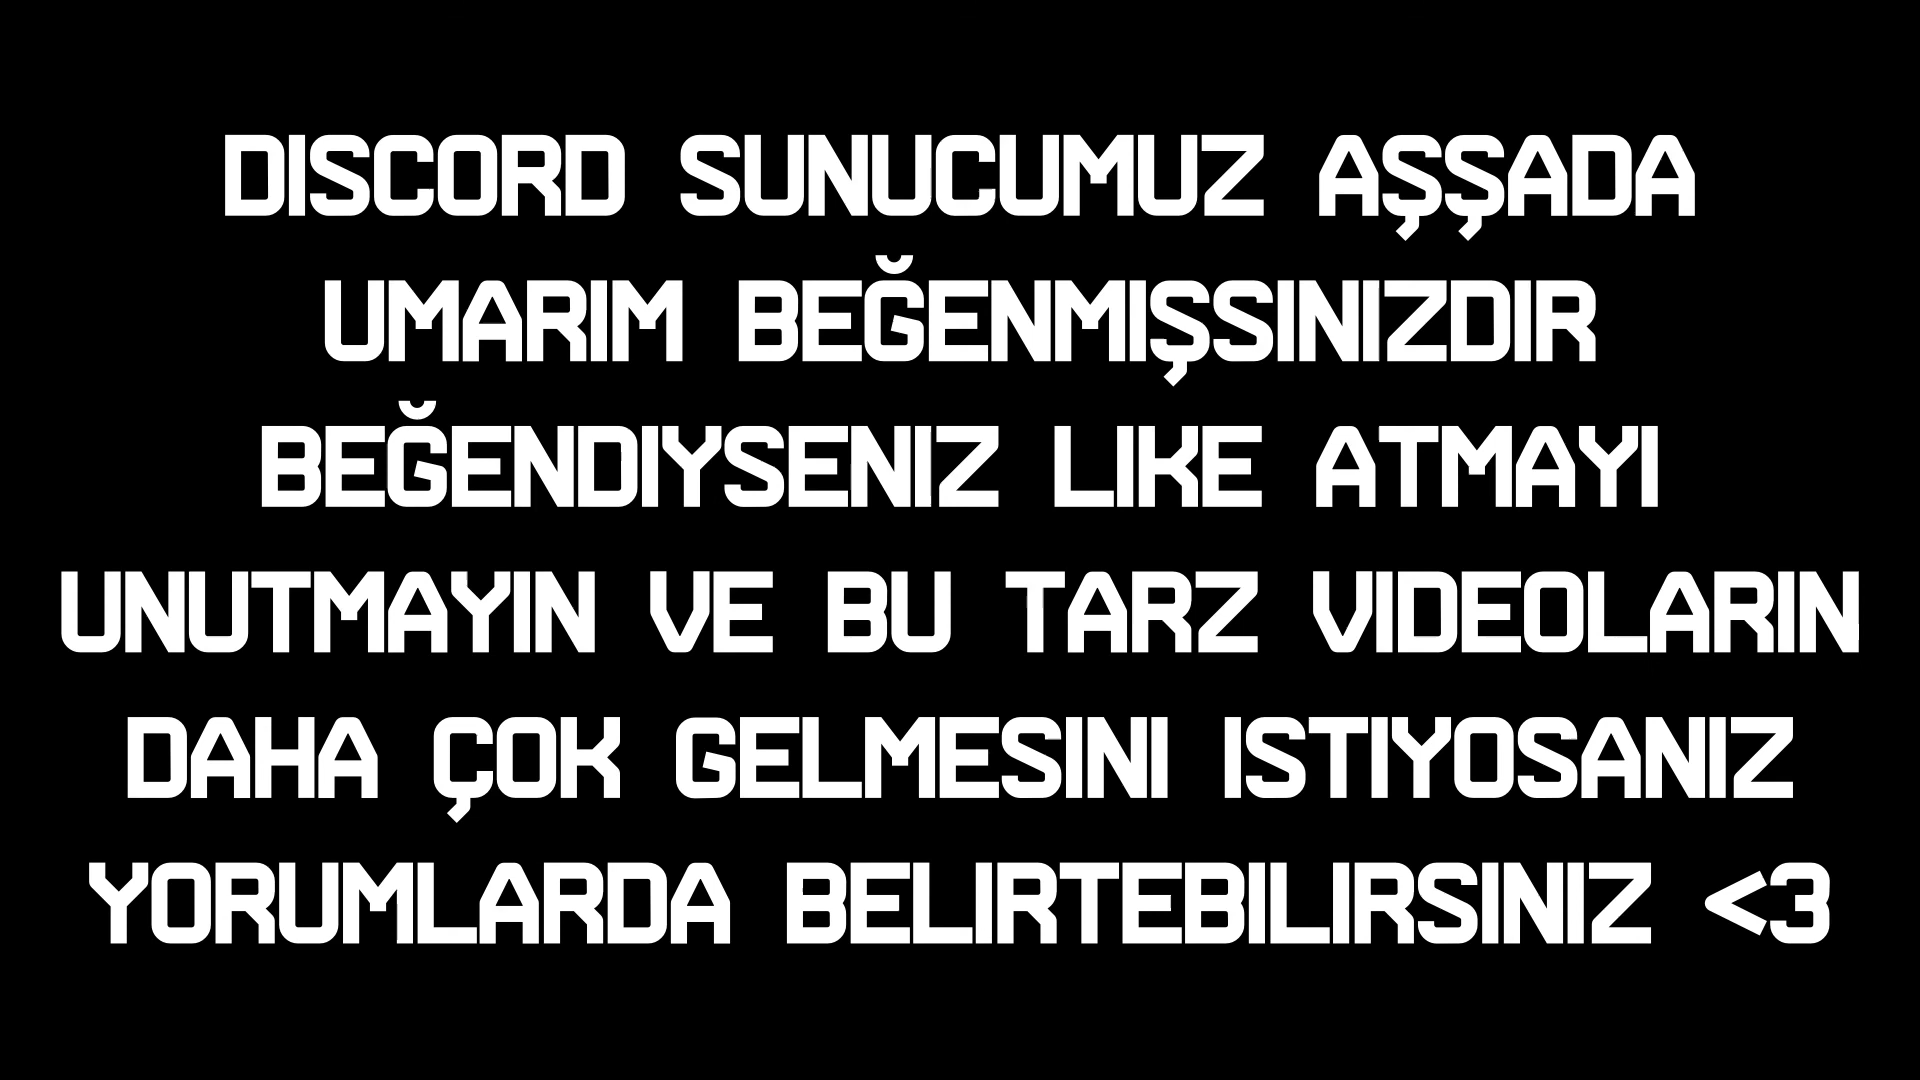 DISCORD SUNUCUMUZ AŞŞADA
UMARIM BEĞENMIŞSINIZDIR
BEĞENDIYSENIZ LIKE ATMAYI
UNUTMAYIN VE BU TARZ VIDEOLARIN
DAHA ÇOK GELMESINI ISTIYOSANIZ
YORUMLARDA BELIRTEBILIRSINIZ <3